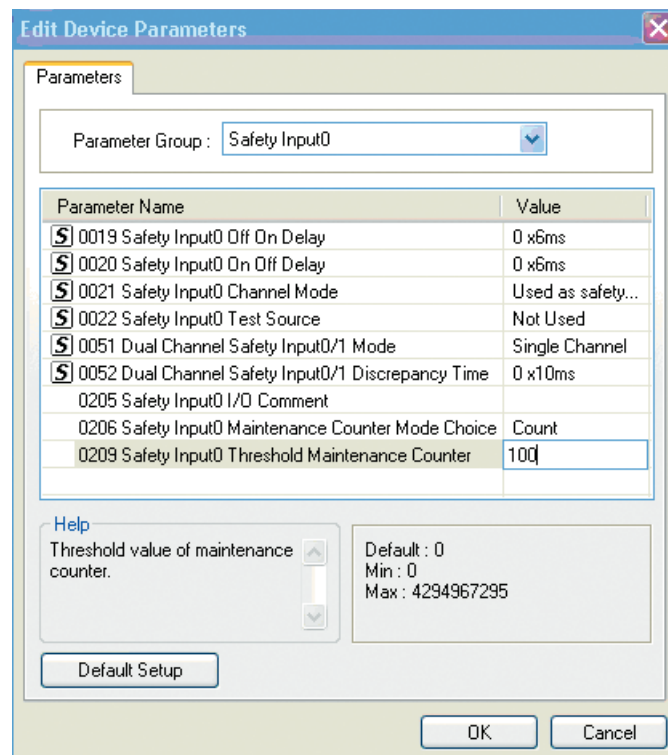 Edit Device Parameters
Parameters
Parameter Group : Safety Input0
Parameter Name Value
S 0019 Safety Input0 Off On Delay 0 x6ms
S 0020 Safety Input0 On Off Delay 0 x6ms
S 0021 Safety Input0 Channel Mode Used as safety...
S 0022 Safety Input0 Test Source Not Used
S 0051 Dual Channel Safety Input0/1 Mode Single Channel
S 0052 Dual Channel Safety Input0/1 Discrepancy Time 0 x10ms
0205 Safety Input0 I/O Comment
0206 Safety Input0 Maintenance Counter Mode Choice Count
0209 Safety Input0 Threshold Maintenance Counter 100
Help
Threshold value of maintenance
counter.
Default : 0
Min : 0
Max : 4294967295
Default Setup
OK Cancel